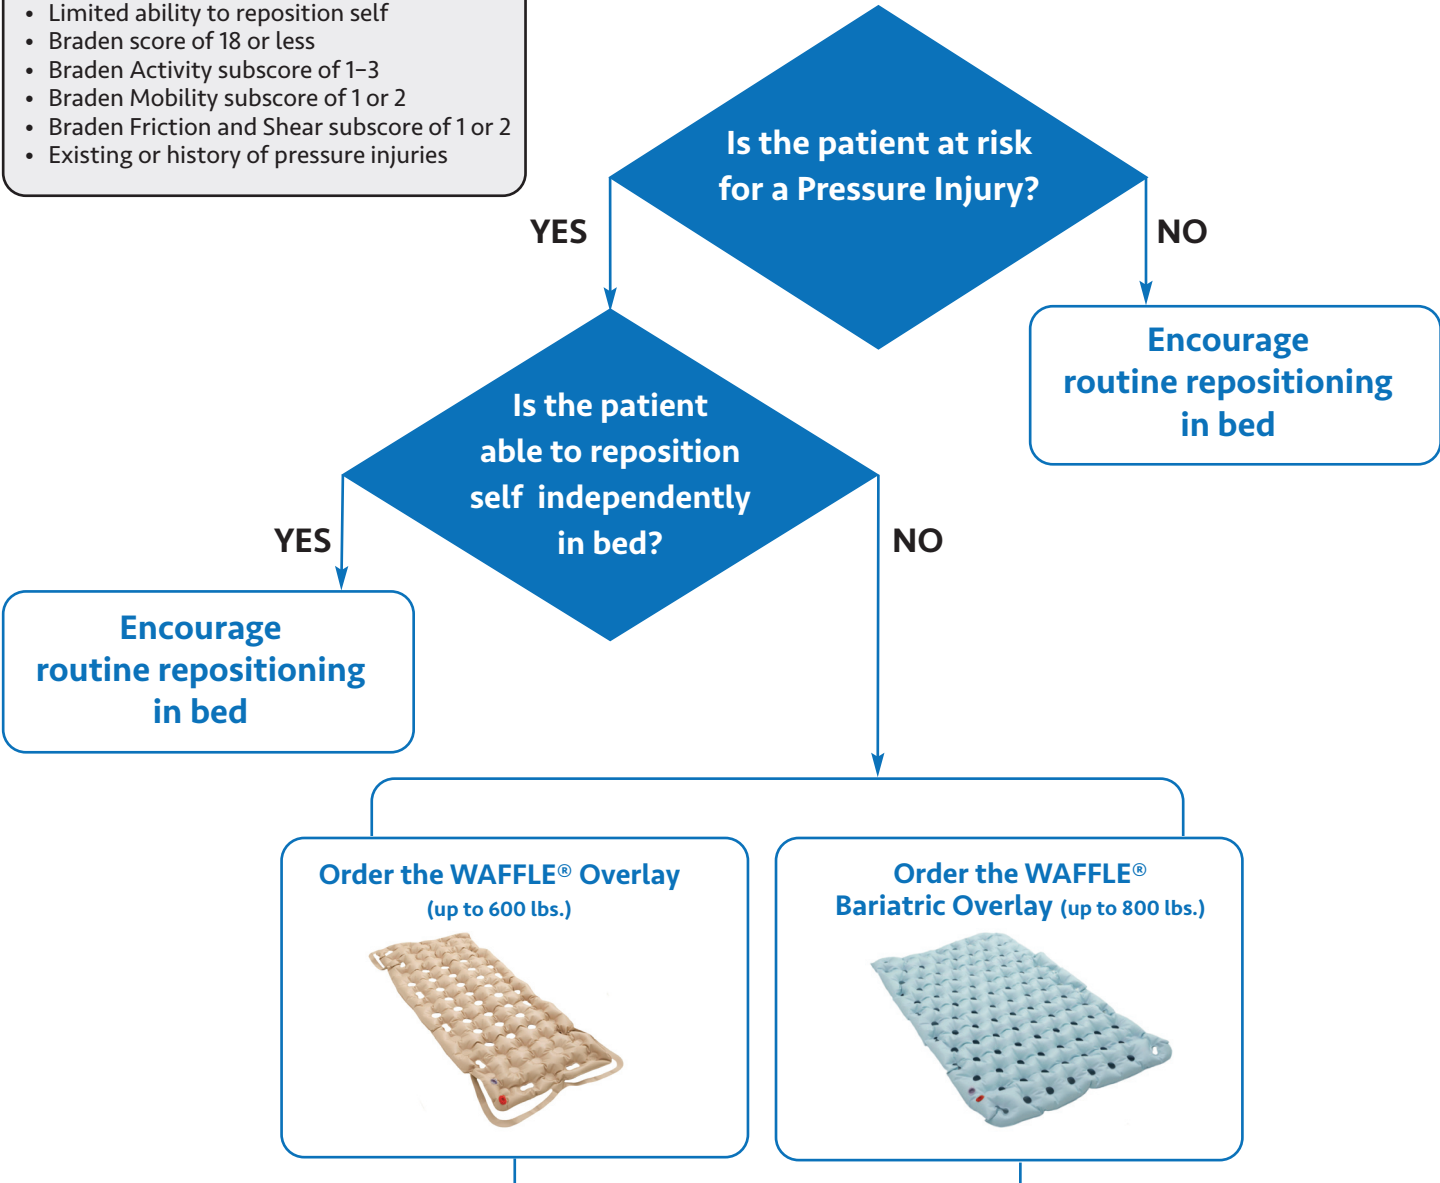 • Limited ability to reposition self
• Braden score of 18 or less
• Braden Activity subscore of 1–3
• Braden Mobility subscore of 1 or 2
• Braden Friction and Shear subscore of 1 or 2
• Existing or history of pressure injuries
Is the patient at risk
for a Pressure Injury?
YES
NO
Encourage
routine repositioning
in bed
Is the patient
able to reposition
self independently
in bed?
YES
NO
Encourage
routine repositioning
in bed
Order the WAFFLE® Overlay
(up to 600 lbs.)
Order the WAFFLE®
Bariatric Overlay (up to 800 lbs.)